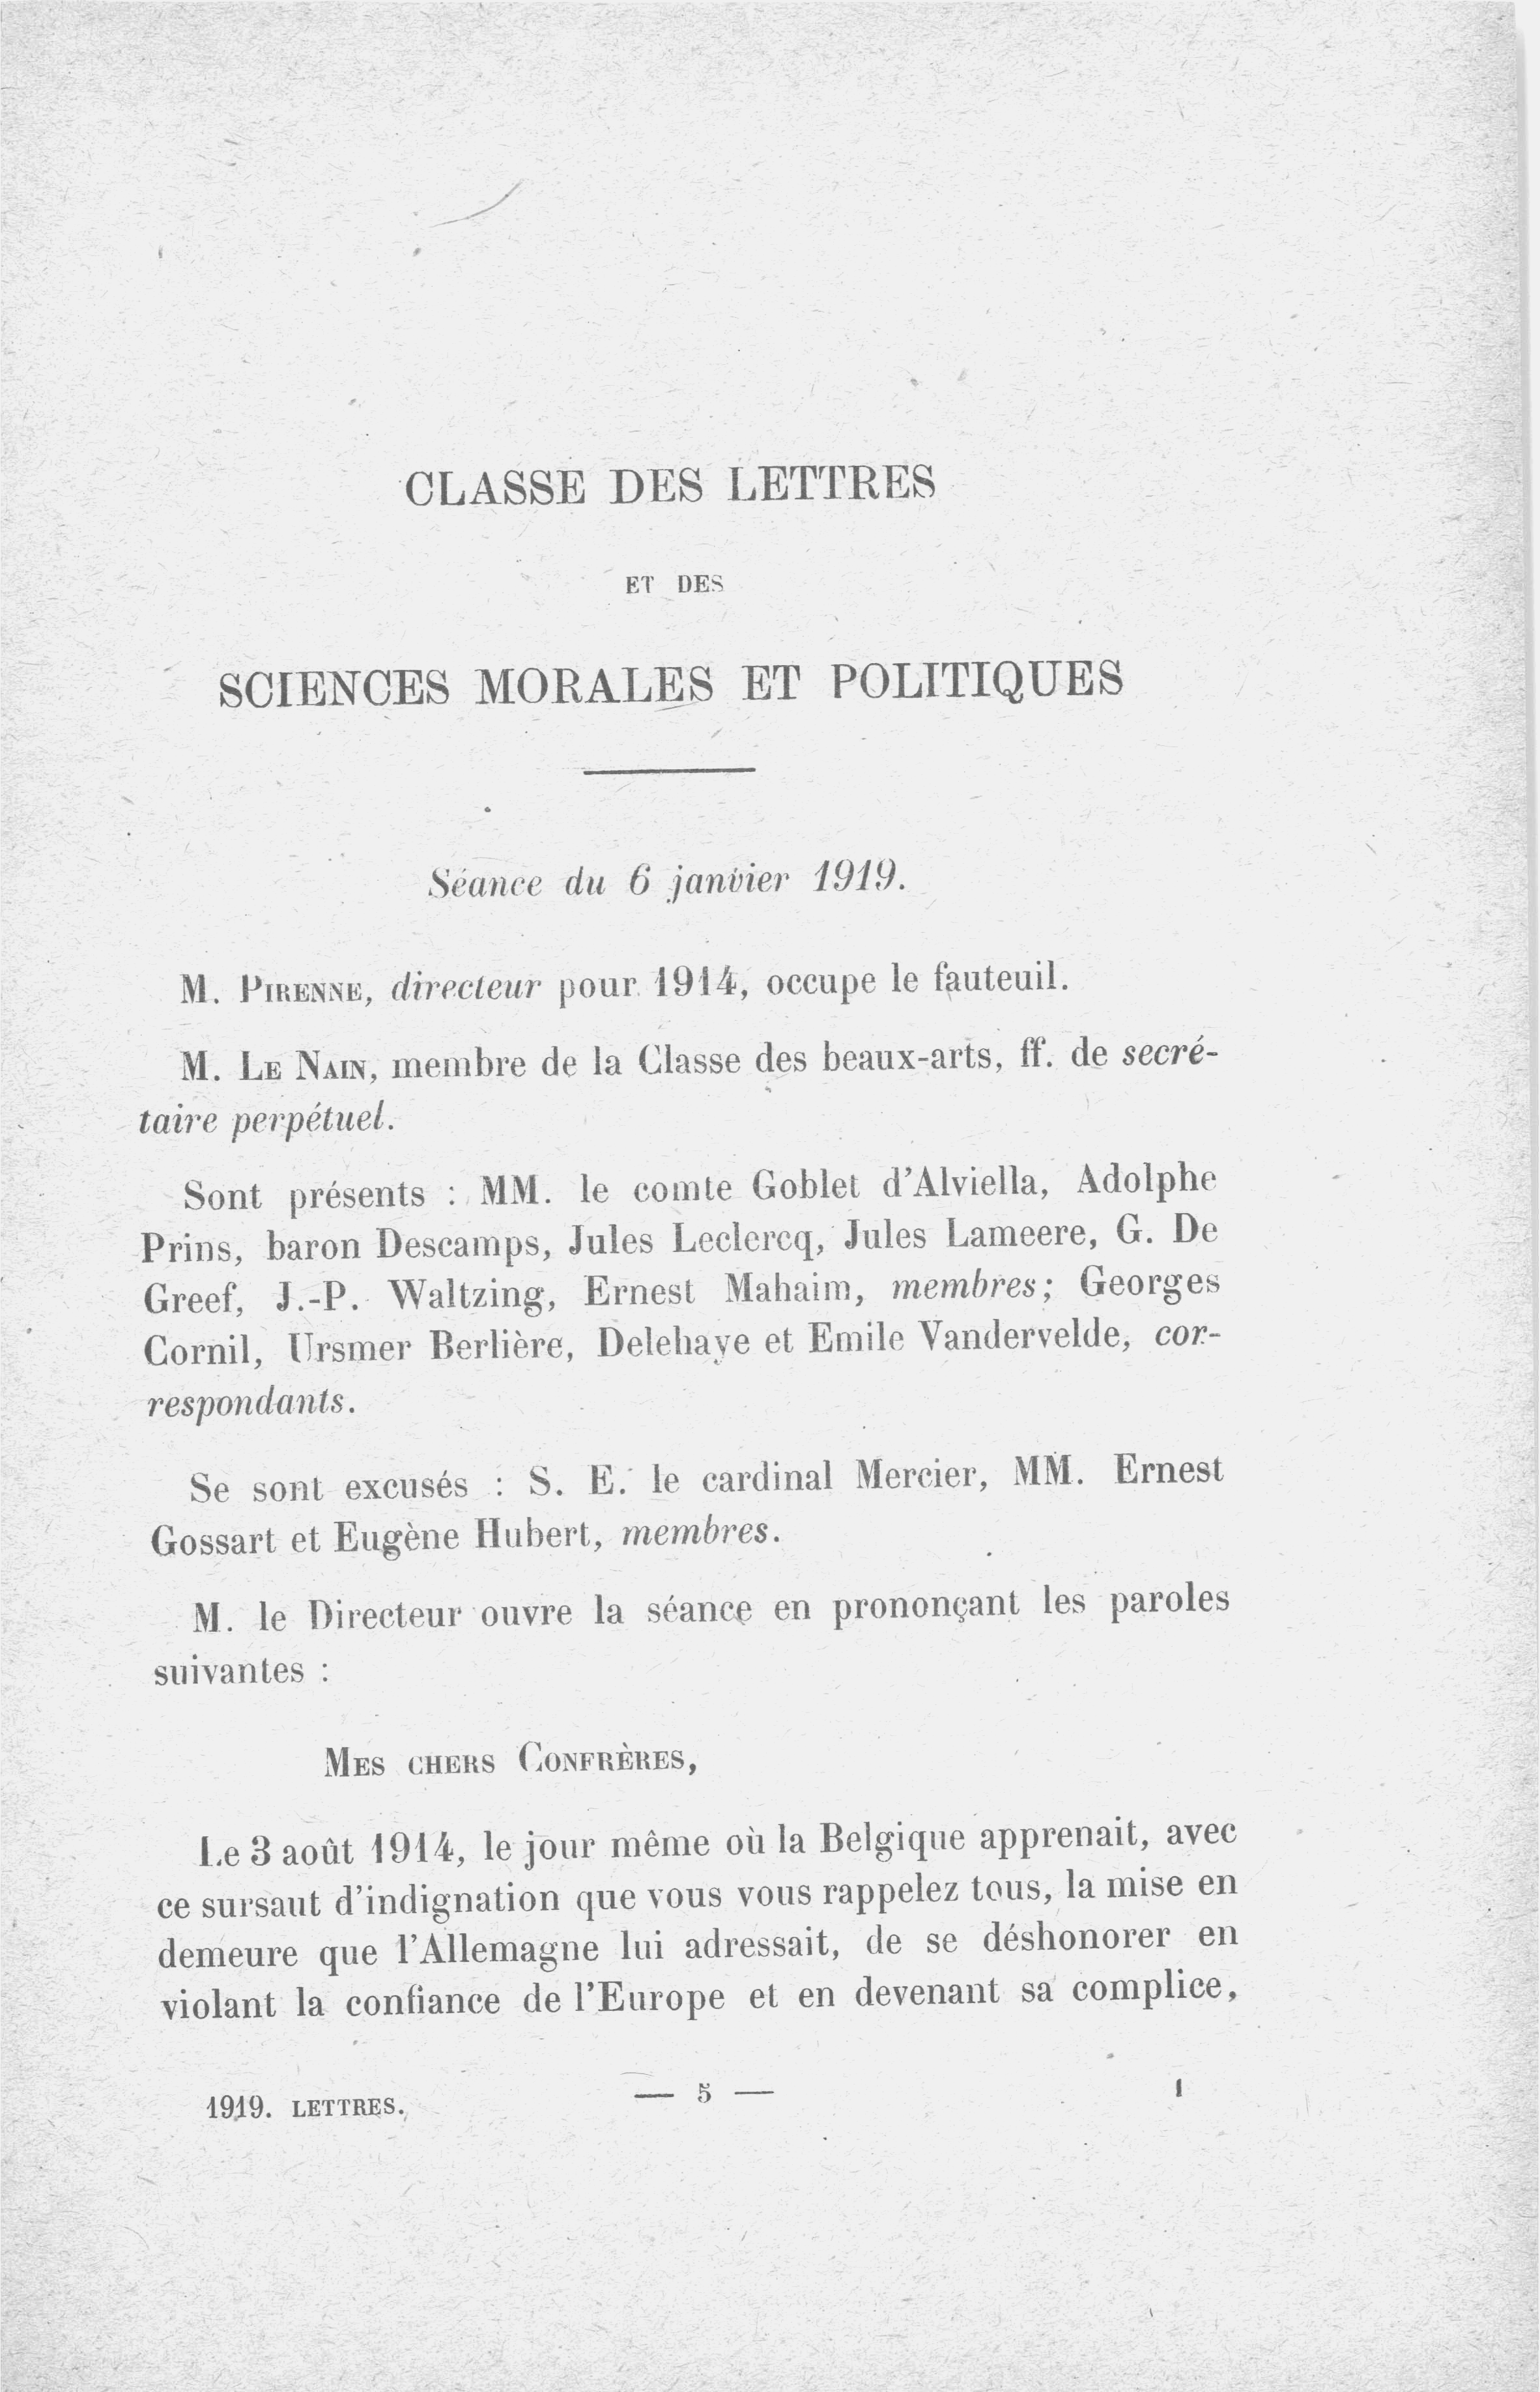 CLASSE DES LETTRES
ET DES
SCIENCES MORALES ET POLITIQUES
Séance du 6 janvier 1919.
M. PIRENNE, directeur pour 1914, occupe le fauteuil.
M. LE NAIN, membre de la Classe des beaux-arts, ff. de secré-
taire perpétuel.
Sont présents : MM. le comte Goblet d'Alviella, Adolphe
Prins, baron Descamps, Jules Leclercq, Jules Lameere, G. De
Greef, J.-P. Waltzing, Ernest Mahaim, membres; Georges
Cornil, Ursmer Berlière, Delehaye et Emile Vandervelde, cor-
respondants.
Se sont excusés : S. E. le cardinal Mercier, MM. Ernest
Gossart et Eugène Hubert, membres.
M. le Directeur ouvre la séance en prononçant les paroles
suivantes :
MES CHERS CONFRÈRES,
Le 3 août 1914, le jour même où la Belgique apprenait, avec
ce sursaut d'indignation que vous vous rappelez tous, la mise en
demeure que l'Allemagne lui adressait, de se déshonorer en
violant la confiance de l'Europe et en devenant sa complice,
1919. LETTRES. — 5 — 1